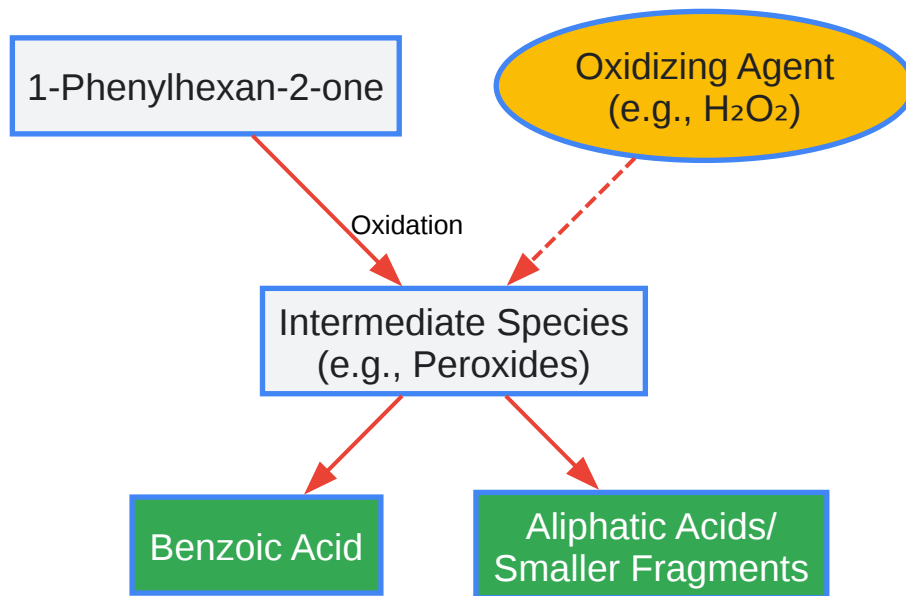 1-Phenylhexan-2-one
Oxidizing Agent
(e.g., H₂O₂)
Oxidation
Intermediate Species
(e.g., Peroxides)
Benzoic Acid
Aliphatic Acids/
Smaller Fragments